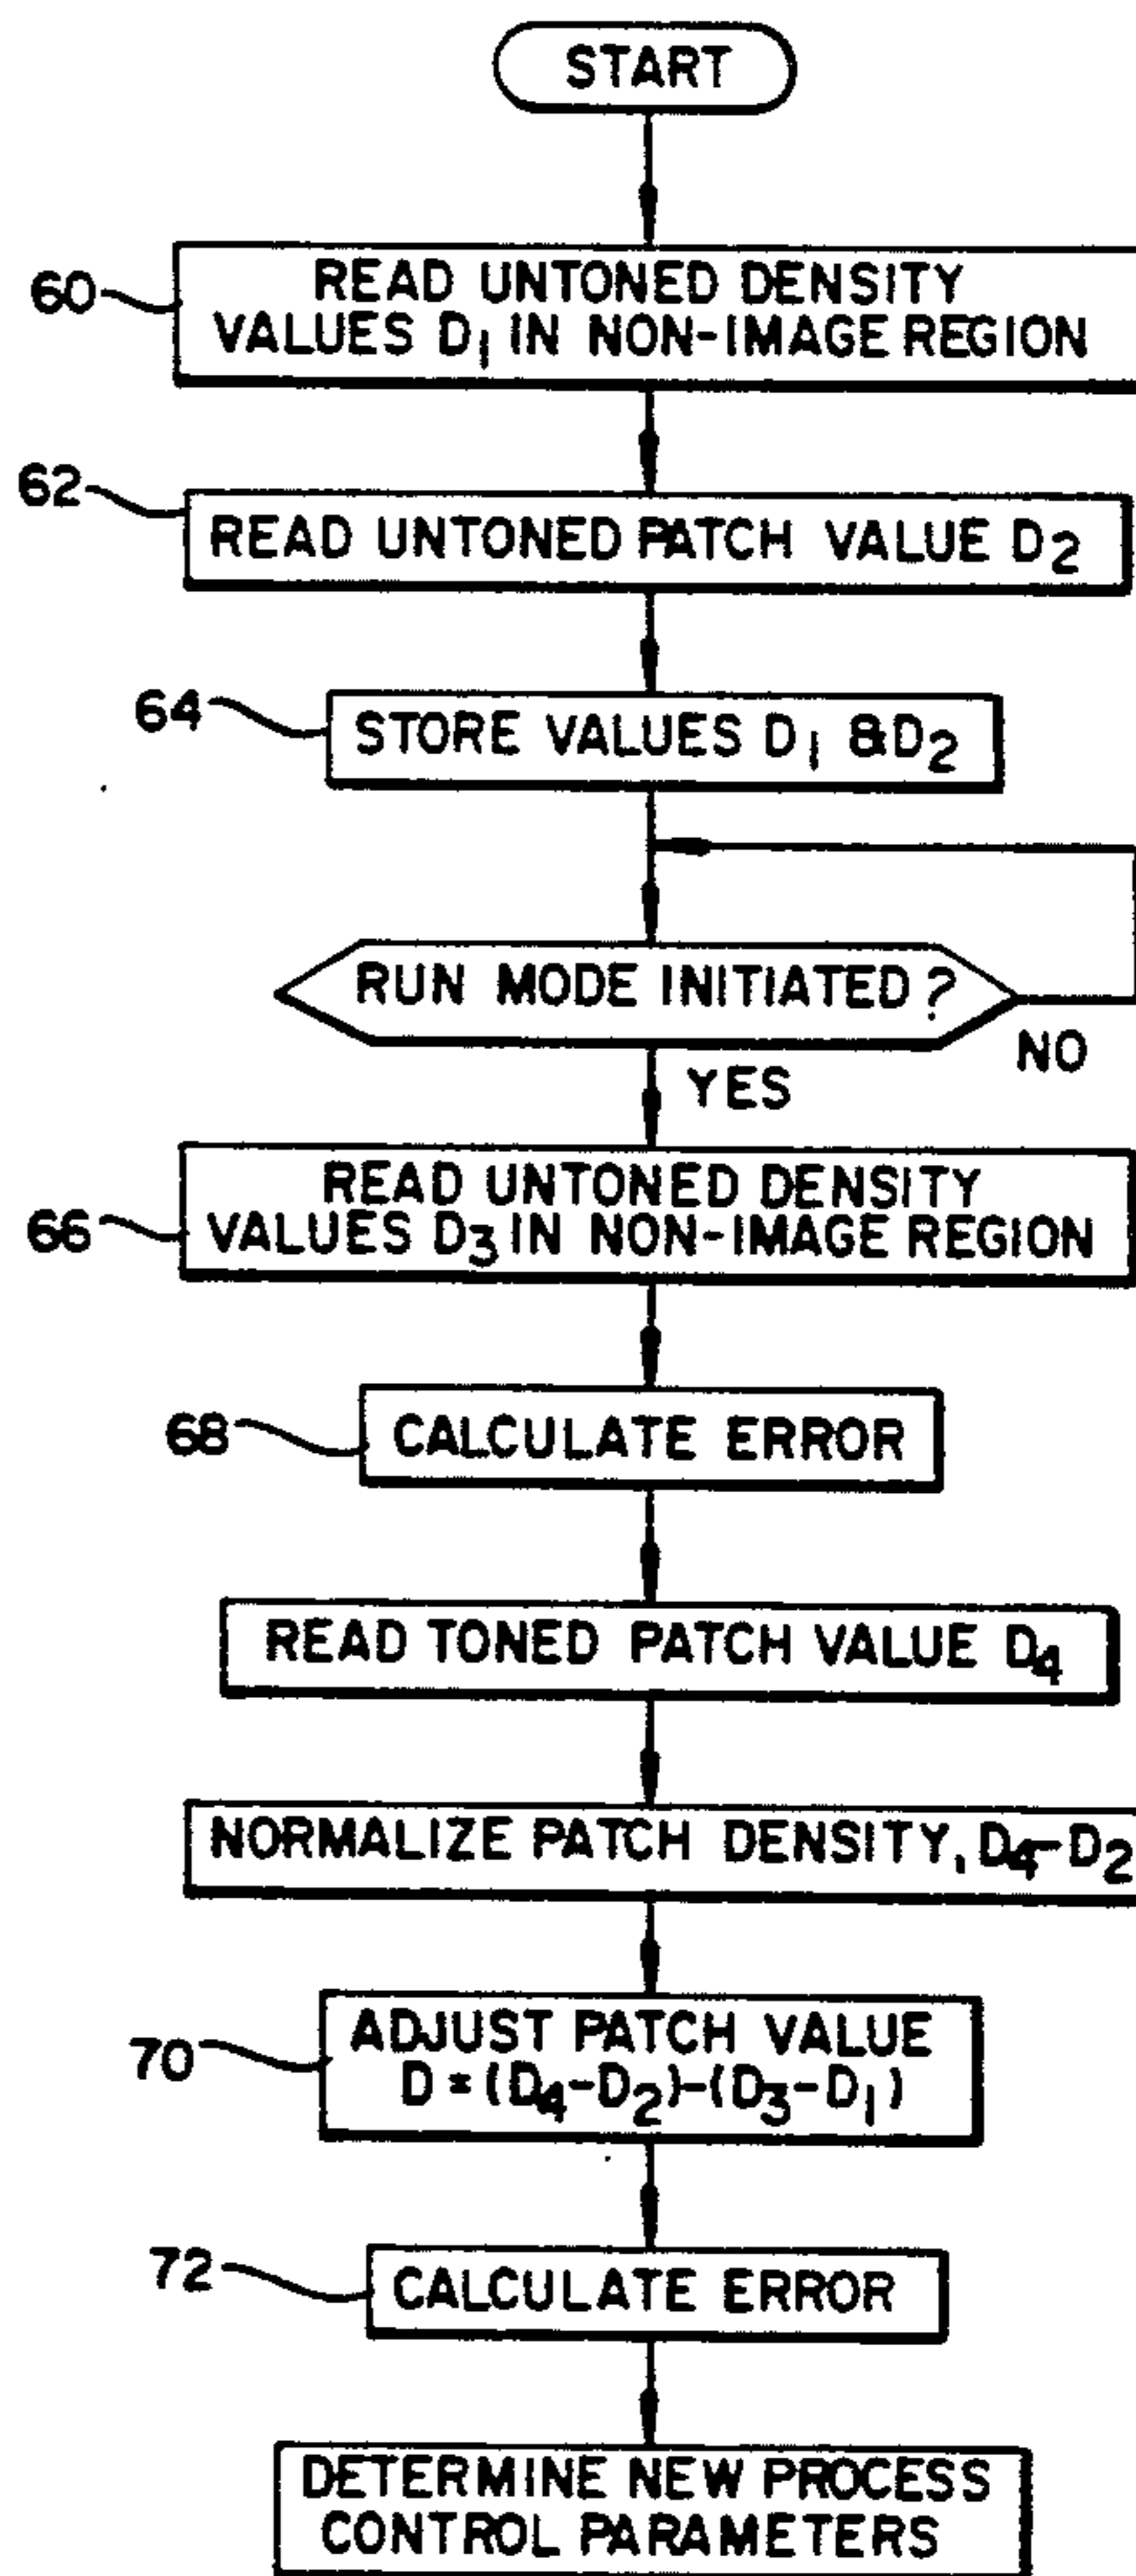 START
60
READ UNTONED DENSITY
VALUES D₁ IN NON-IMAGE REGION
62
READ UNTONED PATCH VALUE D₂
64
STORE VALUES D₁ & D₂
RUN MODE INITIATED?
NO
YES
READ UNTONED DENSITY
66
VALUES D₃ IN NON-IMAGE REGION
68
CALCULATE ERROR
READ TONED PATCH VALUE D₄
NORMALIZE PATCH DENSITY, D₄-D₂
70
ADJUST PATCH VALUE
D = (D₄-D₂)-(D₃-D₁)
72
CALCULATE ERROR
DETERMINE NEW PROCESS
CONTROL PARAMETERS